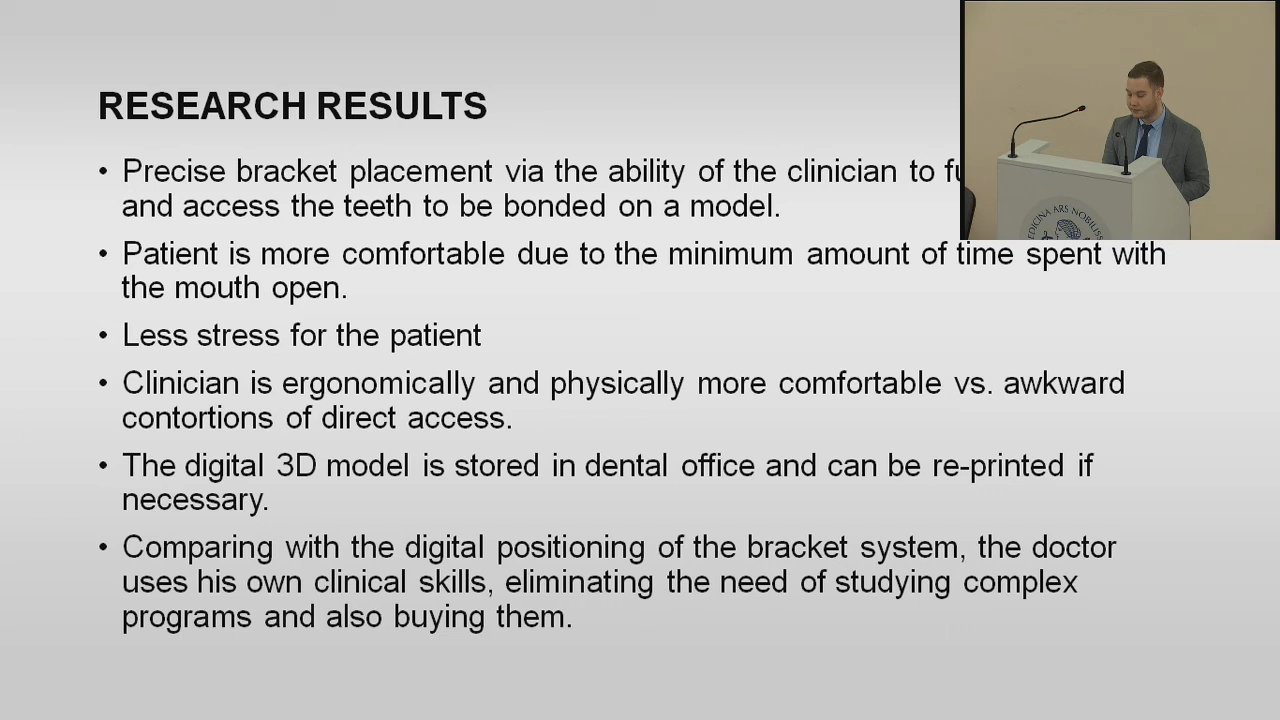 RESEARCH RESULTS
• Precise bracket placement via the ability of the clinician to
and access the teeth to be bonded on a model.
• Patient is more comfortable due to the minimum amount of time spent with
the mouth open.
• Less stress for the patient
• Clinician is ergonomically and physically more comfortable vs. awkward
contortions of direct access.
• The digital 3D model is stored in dental office and can be re-printed if
necessary.
• Comparing with the digital positioning of the bracket system, the doctor
uses his own clinical skills, eliminating the need of studying complex
programs and also buying them.
MEDICINA ARS NOBILISS